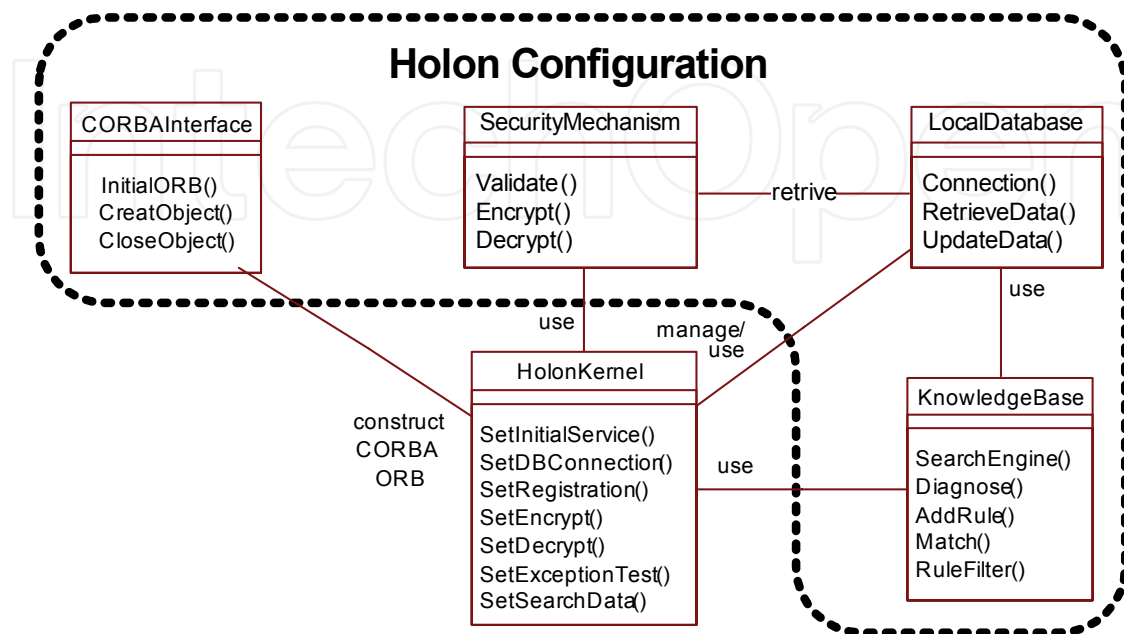 Holon Configuration
IntechOpen
CORBAInterface
InitialORB()
CreatObject()
CloseObject()
SecurityMechanism
Validate()
Encrypt()
Decrypt()
retrive
LocalDatabase
Connection()
RetrieveData()
UpdateData()
use
manage/
use
use
HolonKernel
SetInitialService()
SetDBConnection()
SetRegistration()
SetEncrypt()
SetDecrypt()
SetExceptionTest()
SetSearchData()
construct
CORBA
ORB
use
KnowledgeBase
SearchEngine()
Diagnose()
AddRule()
Match()
RuleFilter()